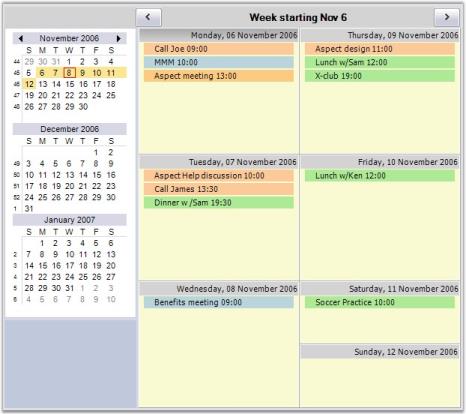 Week starting Nov 6
November 2006
S M T W T F S
44 29 30 31 1 2 3 4
45 5 6 7 8 9 10 11
46 12 13 14 15 16 17 18
47 19 20 21 22 23 24 25
48 26 27 28 29 30
December 2006
S M T W T F S
1 2
49 3 4 5 6 7 8 9
50 10 11 12 13 14 15 16
51 17 18 19 20 21 22 23
52 24 25 26 27 28 29 30
1 31
January 2007
S M T W T F S
1 2 3 4 5 6
2 7 8 9 10 11 12 13
3 14 15 16 17 18 19 20
4 21 22 23 24 25 26 27
5 28 29 30 31 1 2 3
6 4 5 6 7 8 9 10
Monday, 06 November 2006
Call Joe 09:00
MMM 10:00
Aspect meeting 13:00
Tuesday, 07 November 2006
Aspect Help discussion 10:00
Call James 13:30
Dinner w/Sam 19:30
Wednesday, 08 November 2006
Benefits meeting 09:00
Thursday, 09 November 2006
Aspect design 11:00
Lunch w/Sam 12:00
X-club 19:00
Friday, 10 November 2006
Lunch w/Ken 12:00
Saturday, 11 November 2006
Soccer Practice 10:00
Sunday, 12 November 2006